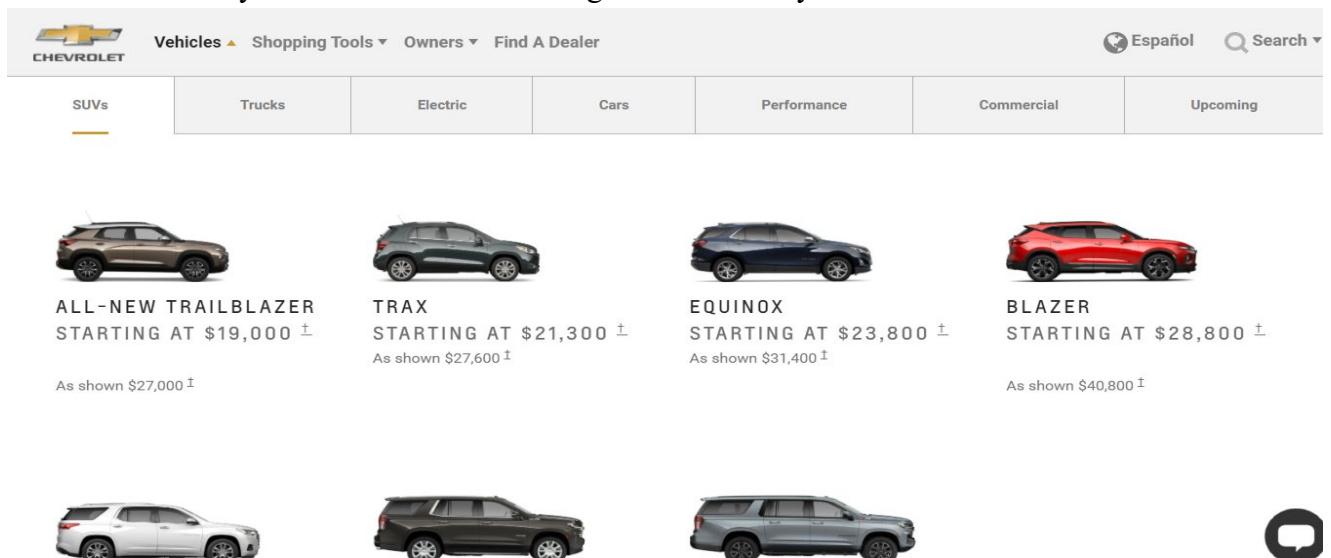 CHEVROLET
Vehicles ▲ Shopping Tools ▼ Owners ▼ Find A Dealer Español Search ▼
SUVs Trucks Electric Cars Performance Commercial Upcoming
ALL-NEW TRAILBLAZER TRAX EQUINOX BLAZER
STARTING AT $19,000 † STARTING AT $21,300 † STARTING AT $23,800 † STARTING AT $28,800 †
As shown $27,600 ‡ As shown $31,400 ‡
As shown $27,000 ‡ As shown $40,800 ‡